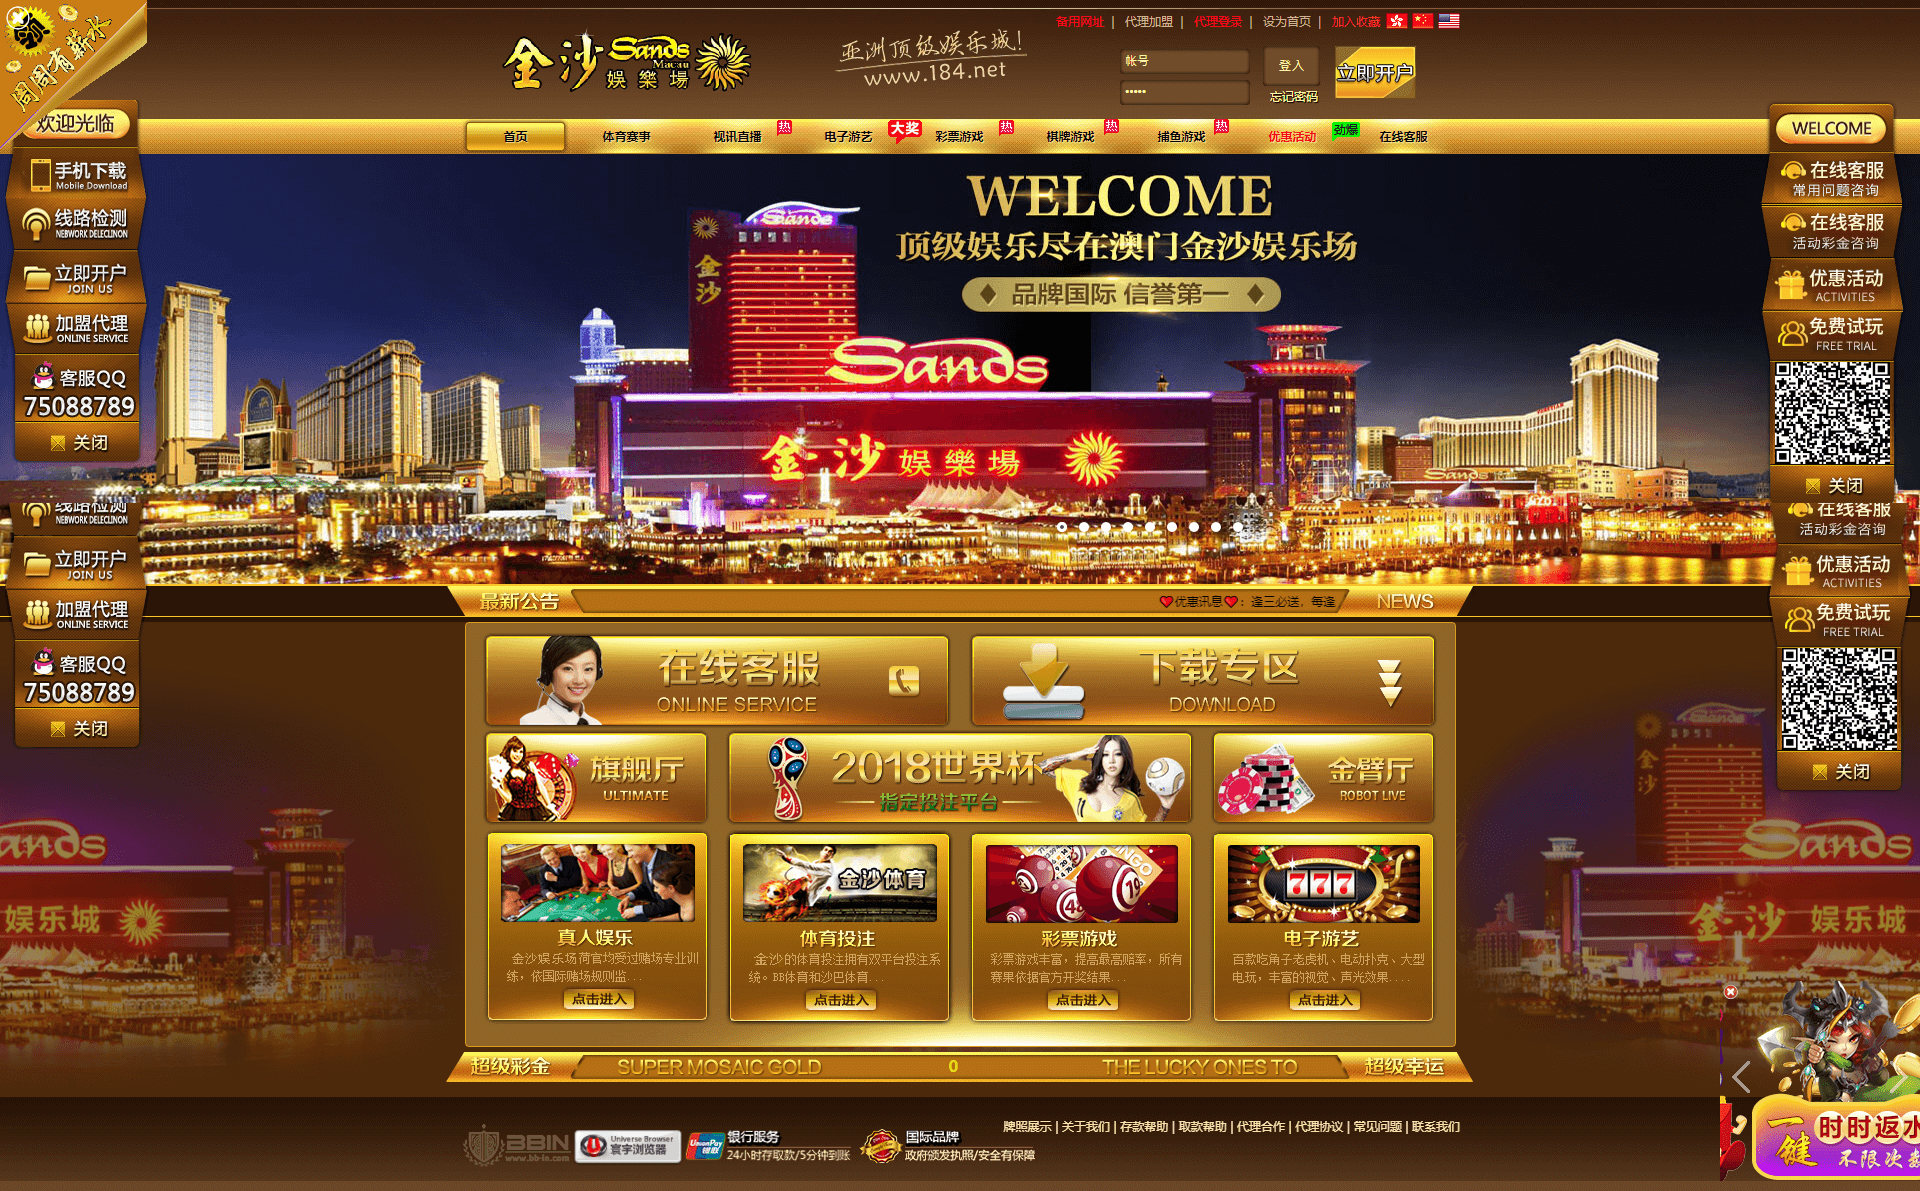 周周有薪水
备用网址 | 代理加盟 | 代理登录 | 设为首页 | 加入收藏
金沙 Sands Macau 娱樂場
亚洲顶级娱乐城!
www.184.net
帐号
登入
立即开户
忘记密码
首页 体育赛事 视讯直播 热 电子游艺 大奖 彩票游戏 热 棋牌游戏 热 捕鱼游戏 热 优惠活动 劲爆 在线客服
欢迎光临
手机下载
Mobile Download
线路检测
NEBWORK DELECLINON
立即开户
JOIN US
加盟代理
ONLINE SERVICE
客服QQ
75088789
关闭
线路检测
NEBWORK DELECLINON
立即开户
JOIN US
加盟代理
ONLINE SERVICE
客服QQ
75088789
关闭
WELCOME
顶级娱乐尽在澳门金沙娱乐场
品牌国际 信誉第一
Sands
金沙
Sands
金沙 娱樂場
Sands
WELCOME
在线客服
常用问题咨询
在线客服
活动彩金咨询
优惠活动
ACTIVITIES
免费试玩
FREE TRIAL
关闭
在线客服
活动彩金咨询
优惠活动
ACTIVITIES
免费试玩
FREE TRIAL
关闭
最新公告
优惠讯息 : 逢三必送, 每逢
NEWS
在线客服
ONLINE SERVICE
下载专区
DOWNLOAD
旗舰厅
ULTIMATE
2018世界杯
指定投注平台
金臂厅
ROBOT LIVE
金沙体育
BINGO
777
真人娱乐
金沙娱乐场荷官均受过赌场专业训
练，依国际赌场规则监...
点击进入
体育投注
金沙的体育投注拥有双平台投注系
统。BB体育和沙巴体育...
点击进入
彩票游戏
彩票游戏丰富，提高最高赔率，所有
赛果依据官方开奖结果...
点击进入
电子游艺
百款吃角子老虎机、电动扑克、大型
电玩，丰富的视觉、声光效果....
点击进入
Sands
娱乐城
Sands
金沙 娱乐城
超级彩金
SUPER MOSAIC GOLD
0
THE LUCKY ONES TO
超级幸运
牌照展示 | 关于我们 | 存款帮助 | 取款帮助 | 代理合作 | 代理协议 | 常见问题 | 联系我们
BBIN
www.bb-in.com
Universe Browser
寰宇浏览器
UnionPay
银联
银行服务
24小时存取款/5分钟到账
国际品牌
政府颁发执照/安全有保障
一键
时时返水
不限次数